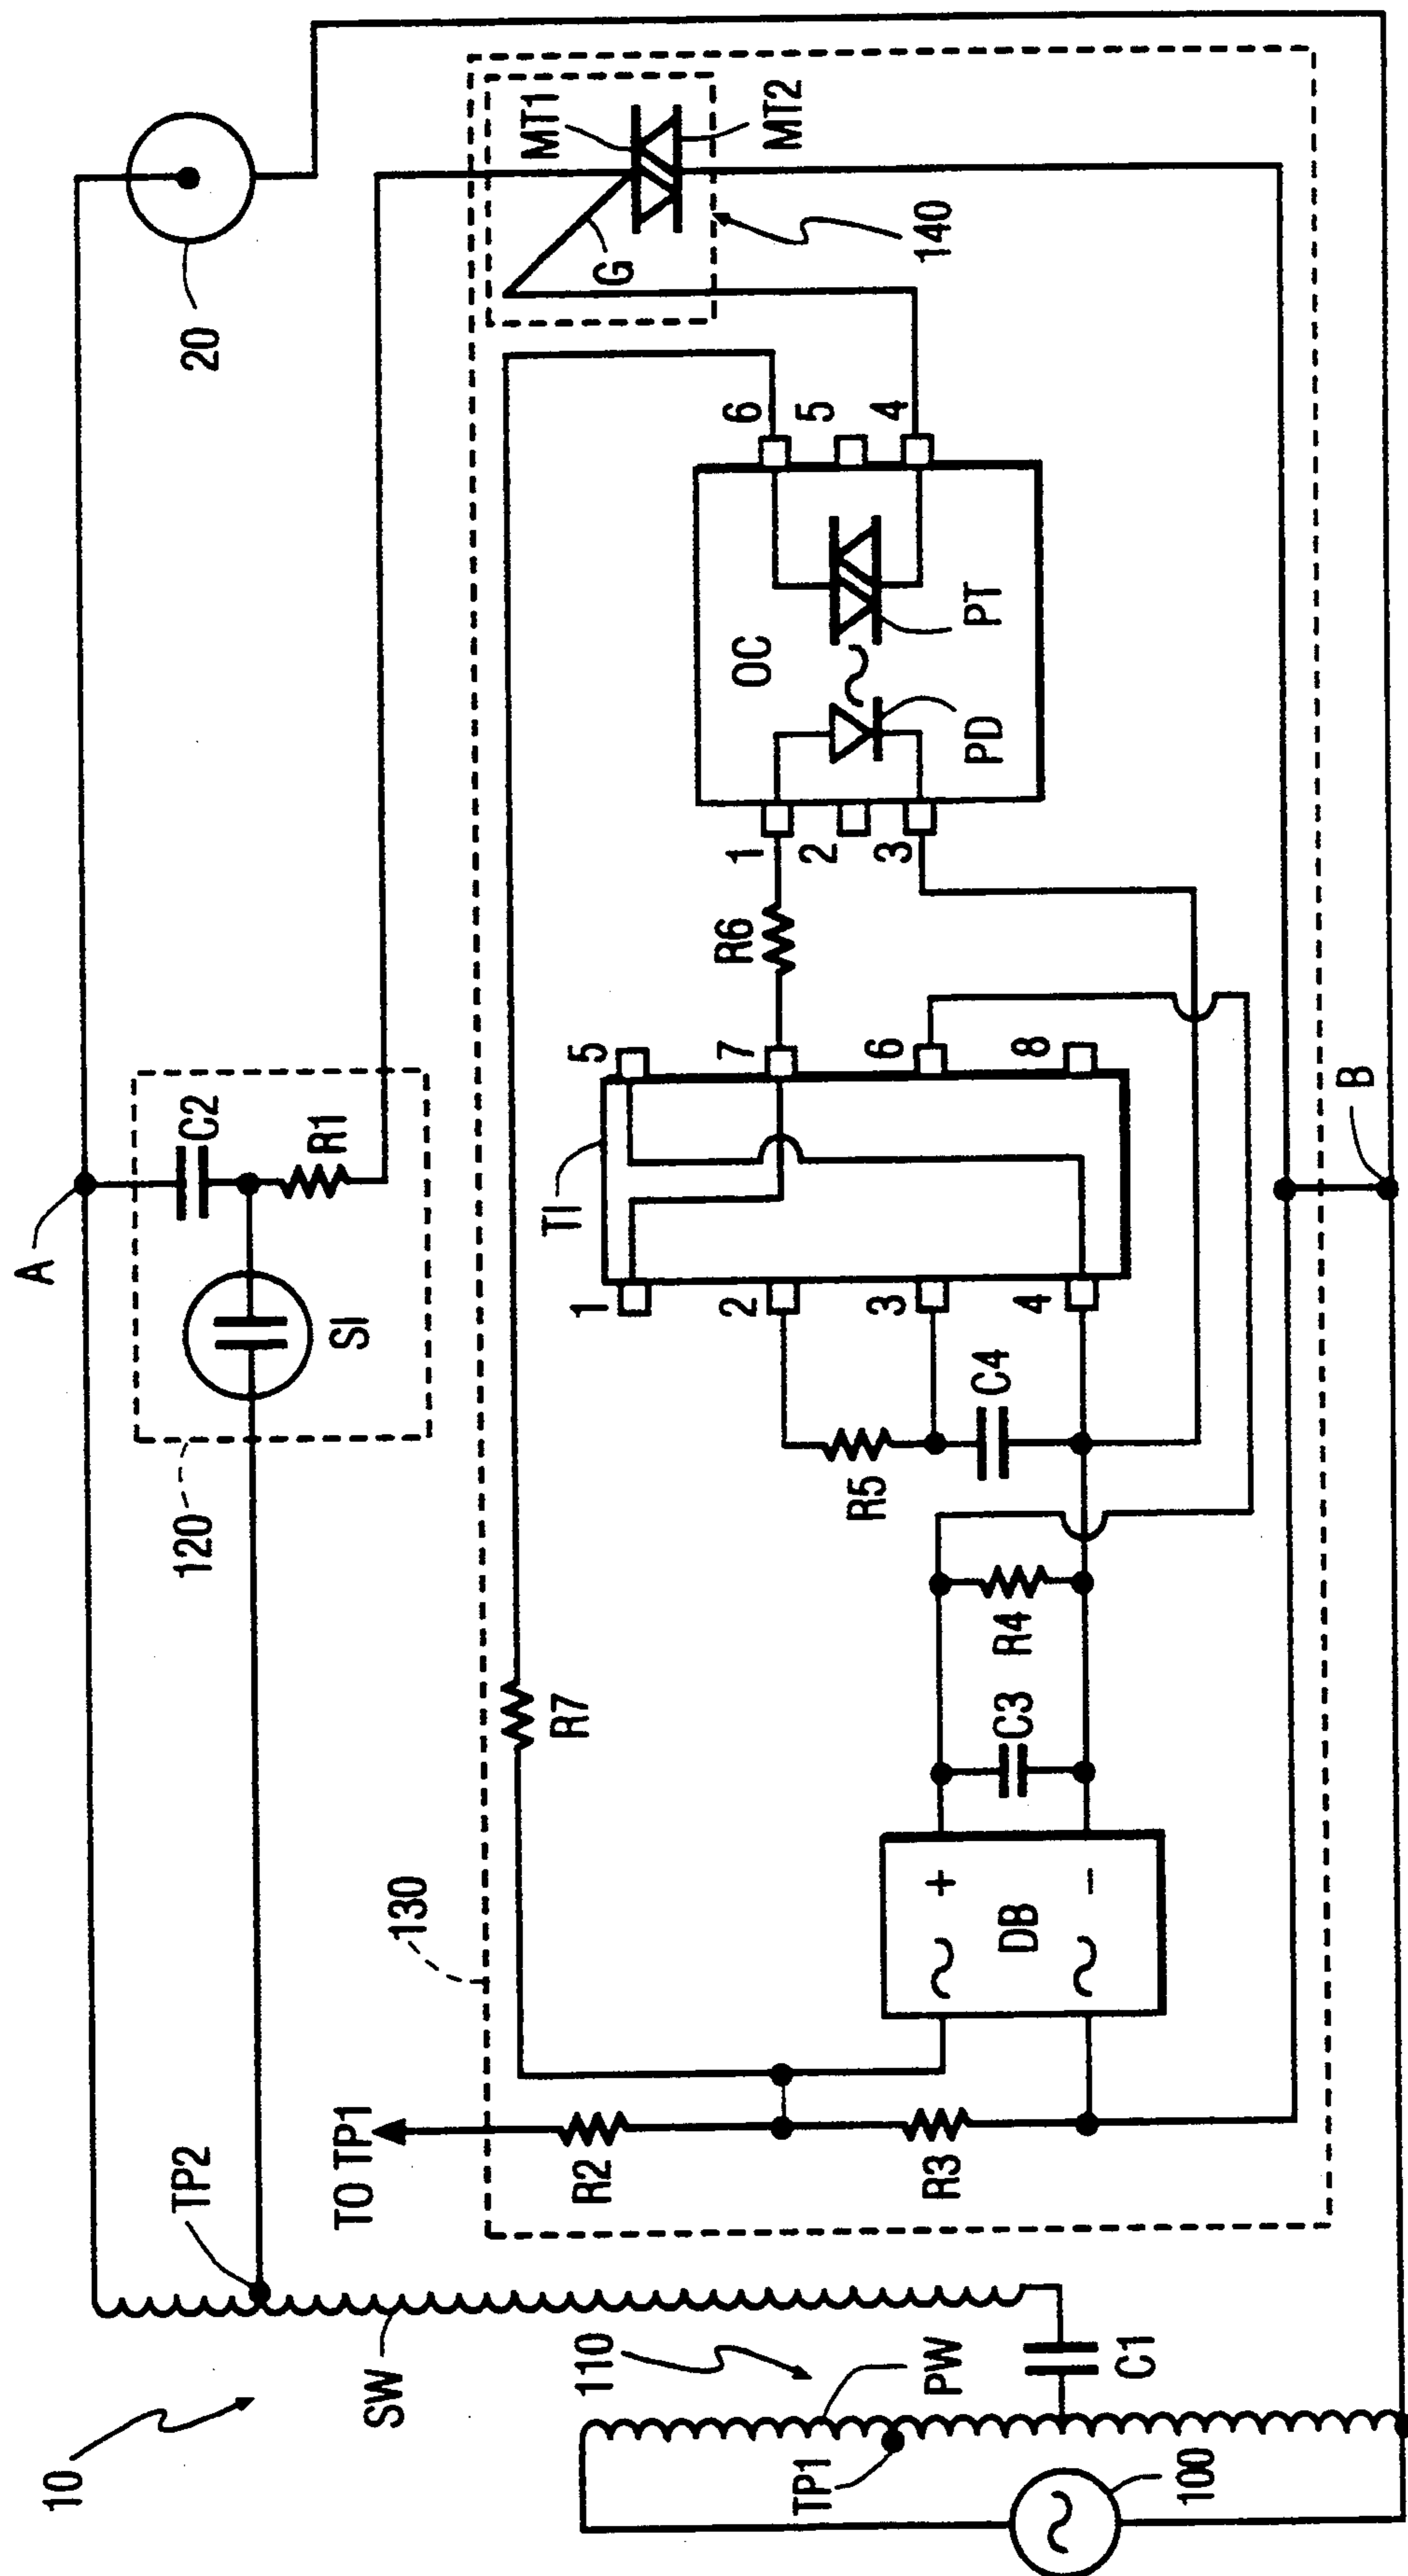 10
SW
TP2
120
SI
A
C2
R1
20
TO TP1
R2
R3
130
R7
DB
+
−
C3
R4
R5
C4
TI
1
2
3
4
5
7
6
8
R6
OC
1
2
3
6
5
4
PD
PT
G
MT1
MT2
140
B
110
PW
C1
TP1
100